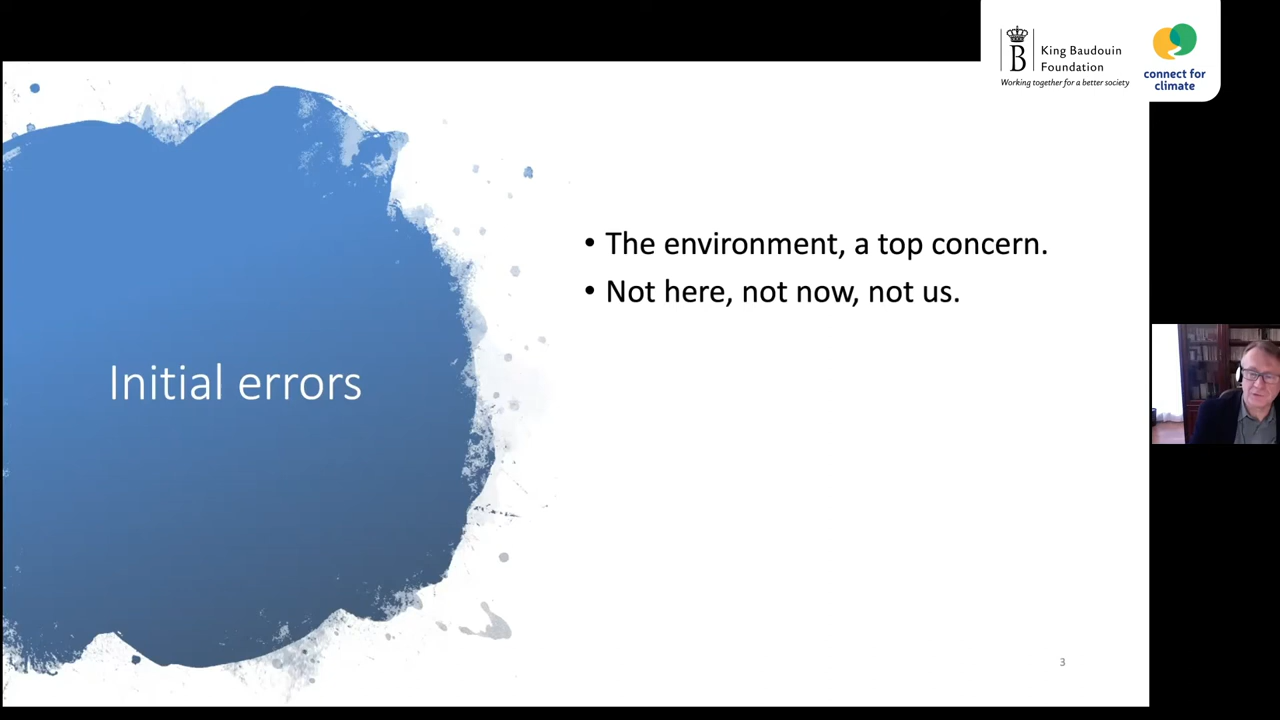 King Baudouin
Foundation
Working together for a better society
connect for
climate
B
Initial errors
• The environment, a top concern.
• Not here, not now, not us.
3